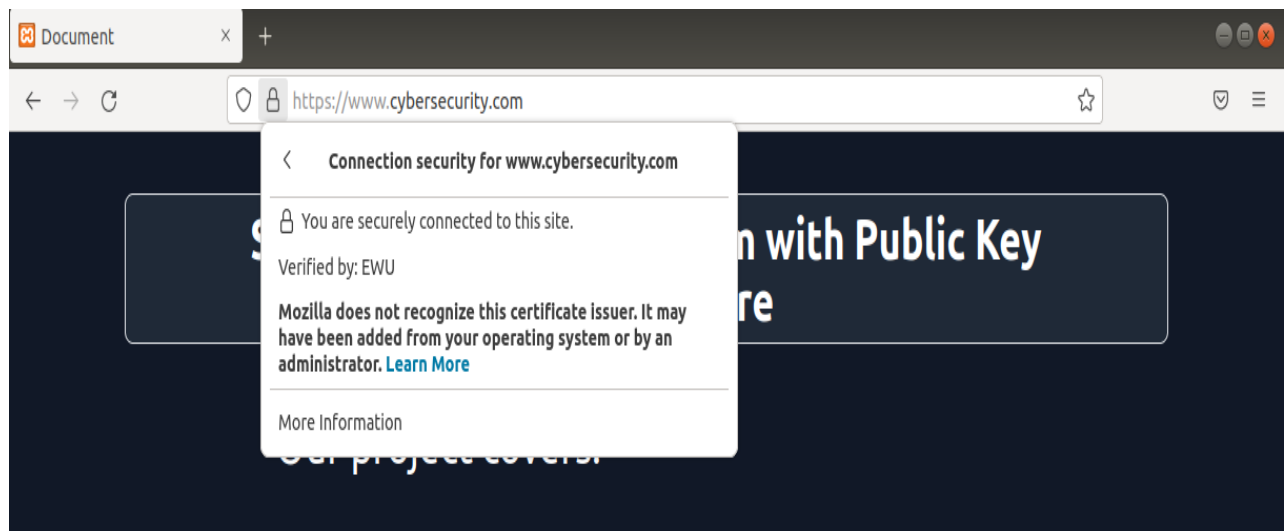 Document
https://www.cybersecurity.com
Connection security for www.cybersecurity.com
You are securely connected to this site.
Verified by: EWU
Mozilla does not recognize this certificate issuer. It may
have been added from your operating system or by an
administrator. Learn More
More Information
with Public Key